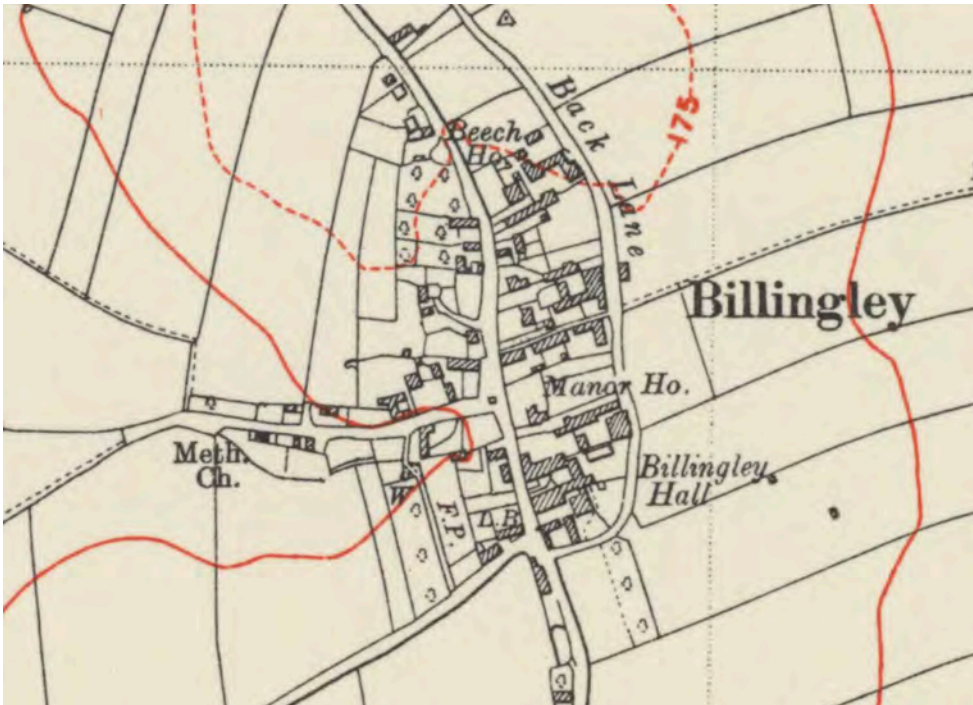 Back Lane
175
Beech
Ho.
Billingley
Manor Ho.
Meth.
Ch.
Billingley
Hall
W
F.P.
L.B.